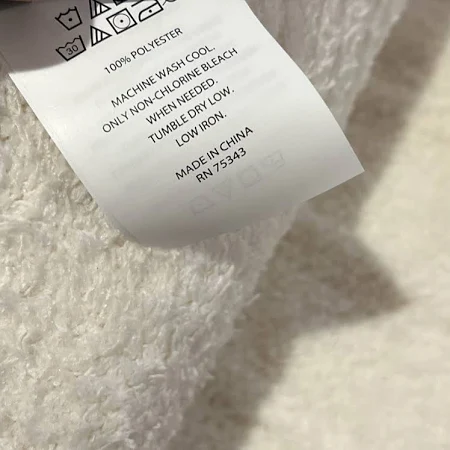 30
100% POLYESTER
MACHINE WASH COOL.
ONLY NON-CHLORINE BLEACH
WHEN NEEDED.
TUMBLE DRY LOW.
LOW IRON.
MADE IN CHINA
RN 75343